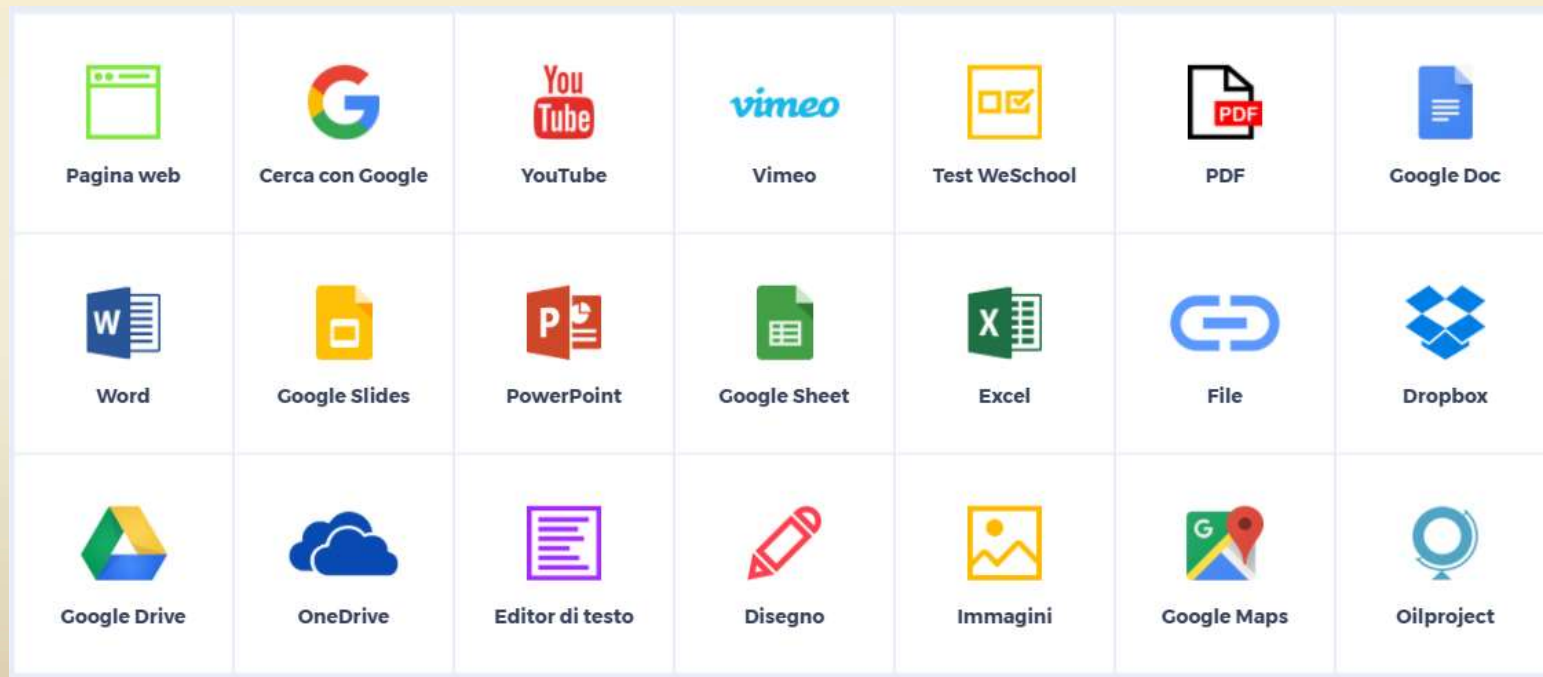 You
Tube
vimeo
PDF
Pagina web
Cerca con Google
YouTube
Vimeo
Test WeSchool
PDF
Google Doc
W
P
X
Word
Google Slides
PowerPoint
Google Sheet
Excel
File
Dropbox
G
Google Drive
OneDrive
Editor di testo
Disegno
Immagini
Google Maps
Oilproject